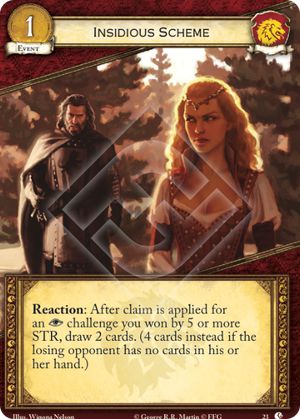 1
INSIDIOUS SCHEME
EVENT
Reaction: After claim is applied for
an challenge you won by 5 or more
STR, draw 2 cards. (4 cards instead if the
losing opponent has no cards in his or
her hand.)
Illus. Winona Nelson © George R.R. Martin © FFG 23